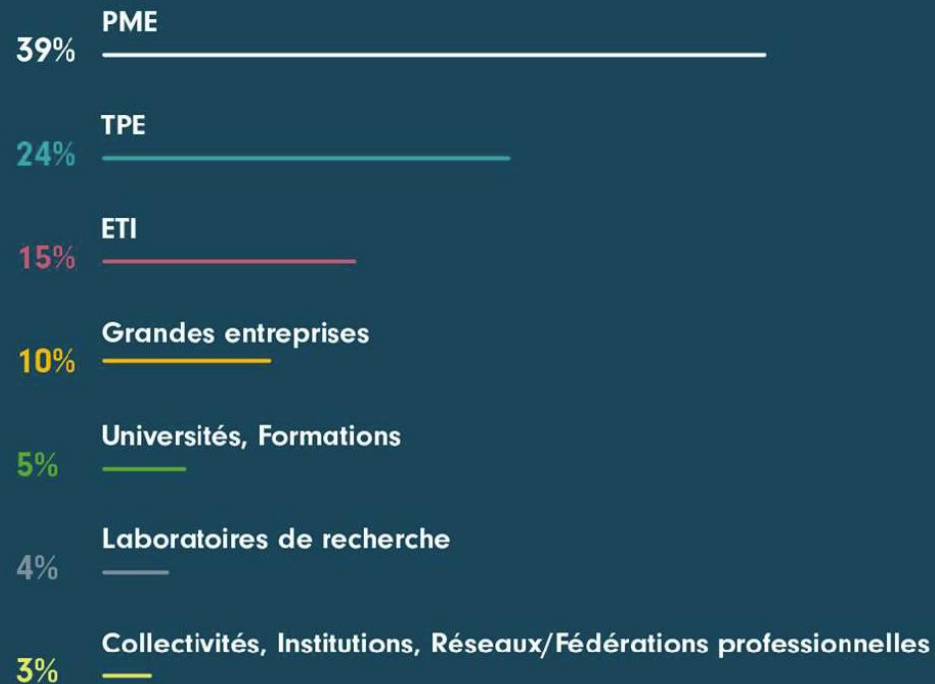 PME
39%
TPE
24%
ETI
15%
Grandes entreprises
10%
Universités, Formations
5%
Laboratoires de recherche
4%
Collectivités, Institutions, Réseaux/Fédérations professionnelles
3%